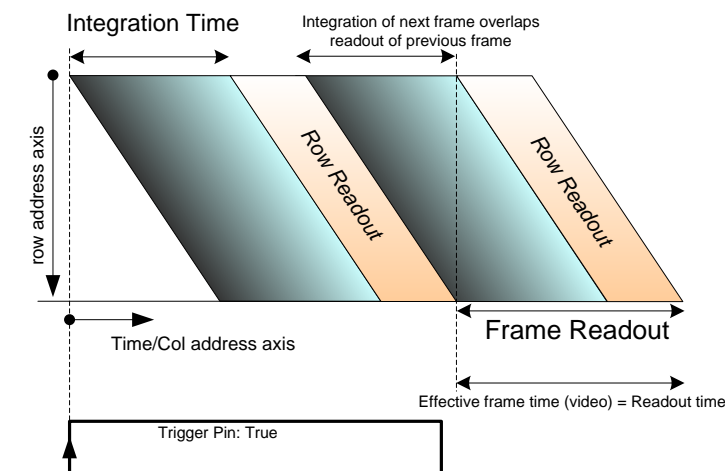 Integration Time
Integration of next frame overlaps
readout of previous frame
row address axis
Row Readout
Row Readout
Time/Col address axis
Frame Readout
Effective frame time (video) = Readout time
Trigger Pin: True